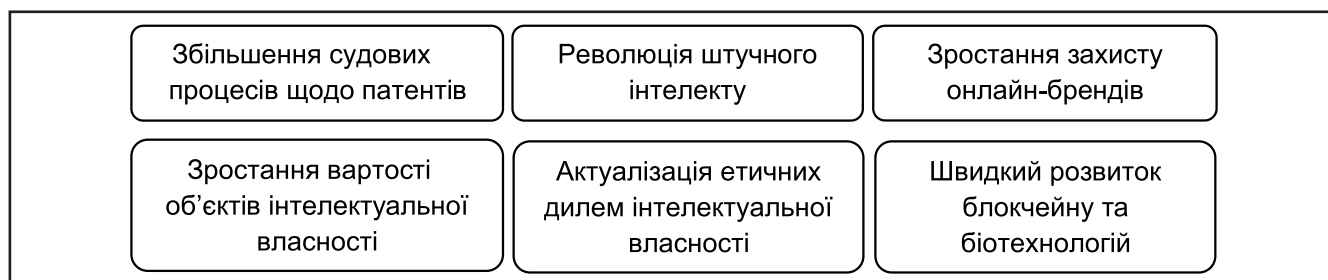 Збільшення судових
процесів щодо патентів
Революція штучного
інтелекту
Зростання захисту
онлайн-брендів
Зростання вартості
об’єктів інтелектуальної
власності
Актуалізація етичних
дилем інтелектуальної
власності
Швидкий розвиток
блокчейну та
біотехнологій